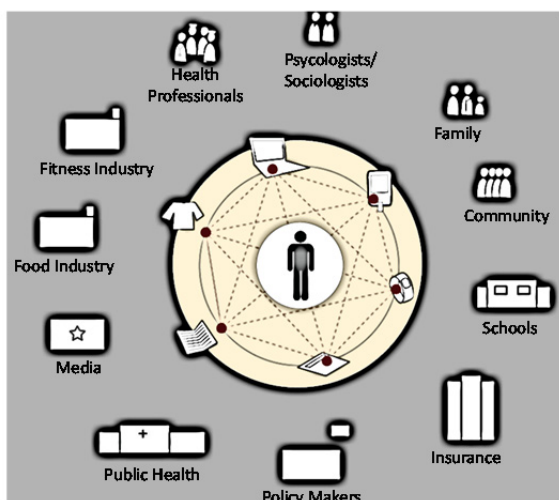 Health
Professionals
Psycologists/
Sociologists
Fitness Industry
Family
Food Industry
Community
Media
Schools
Public Health
Policy Makers
Insurance